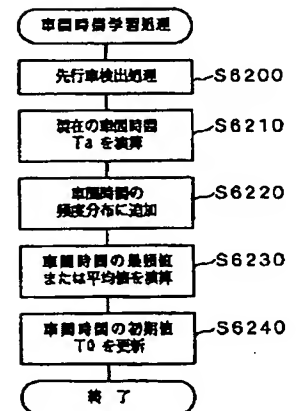 車間時間学習処理
先行車検出処理
S6200
現在の車間時間
Ta を演算
S6210
車間時間の
頻度分布に追加
S6220
車間時間の最頻値
または平均値を演算
S6230
車間時間の初期値
T0 を更新
S6240
終了